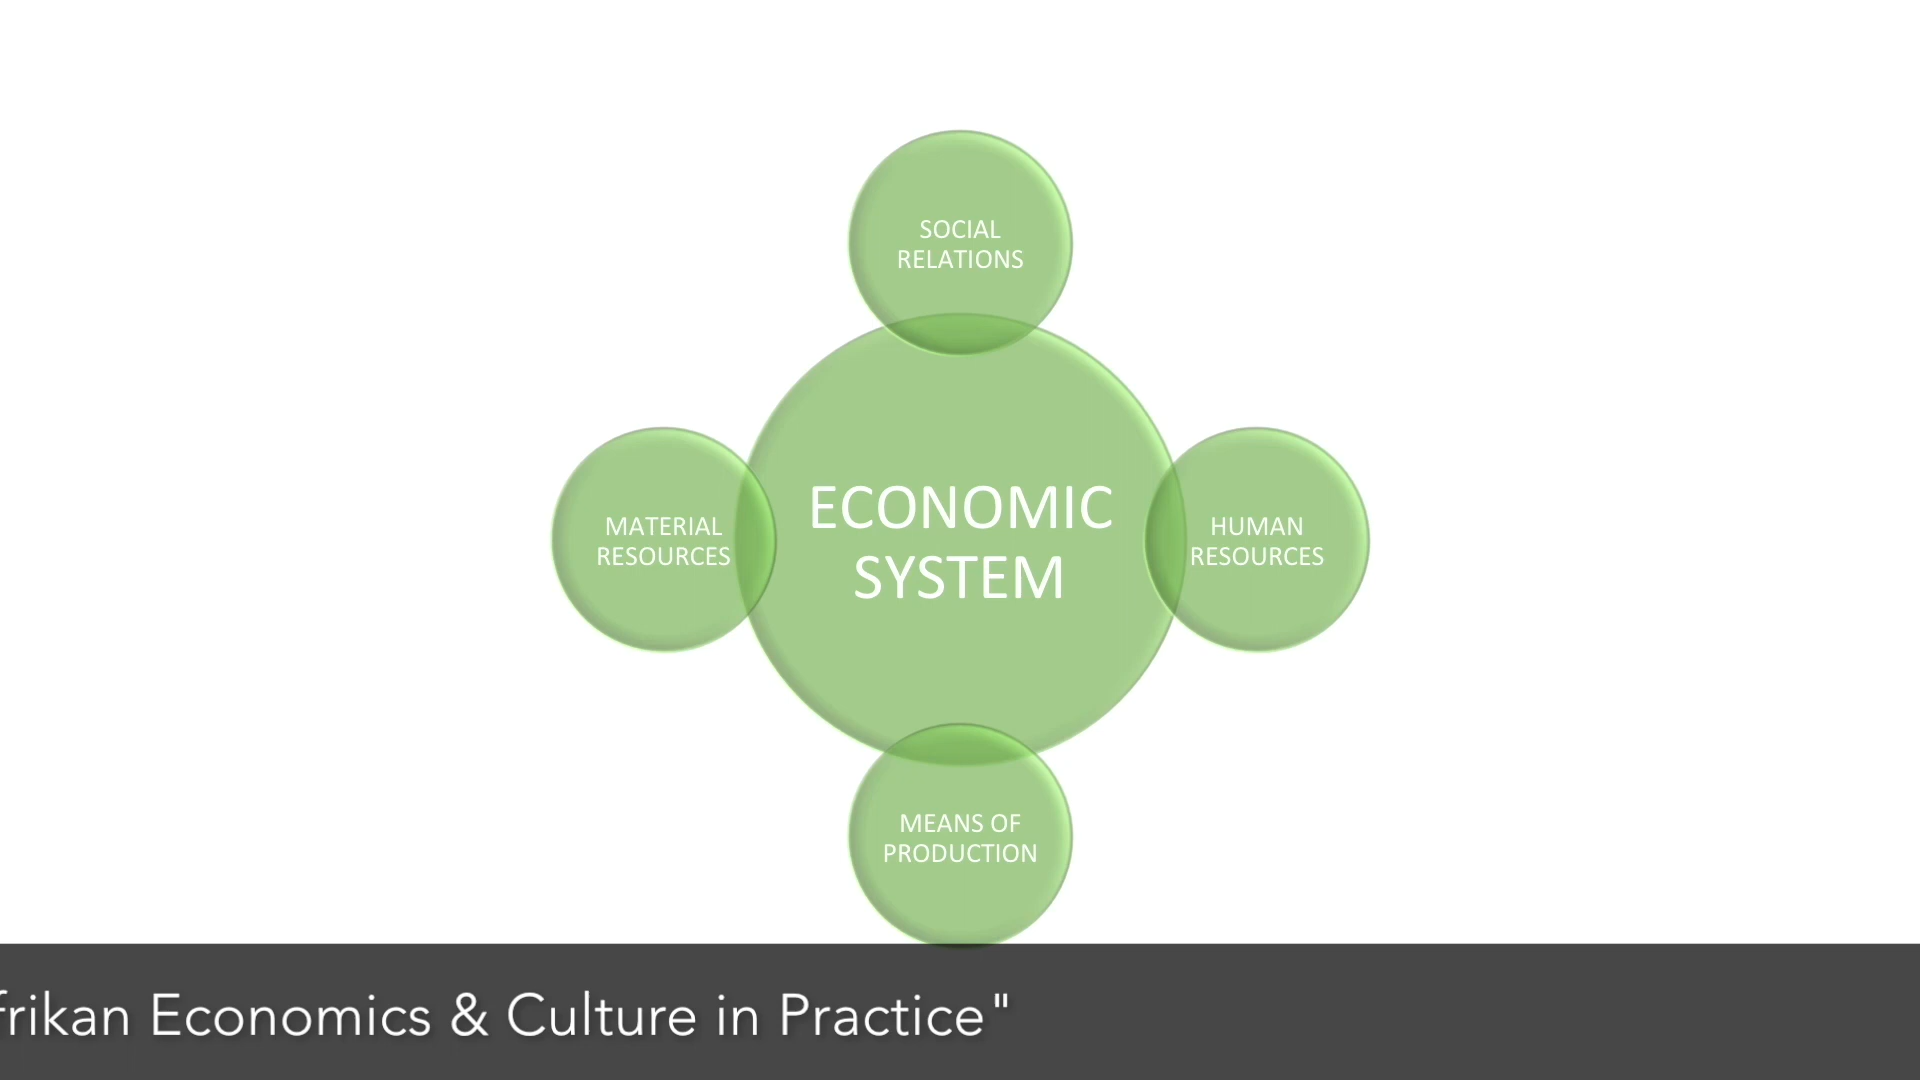 SOCIAL
RELATIONS
MATERIAL
RESOURCES
ECONOMIC
SYSTEM
HUMAN
RESOURCES
MEANS OF
PRODUCTION
frikan Economics & Culture in Practice"